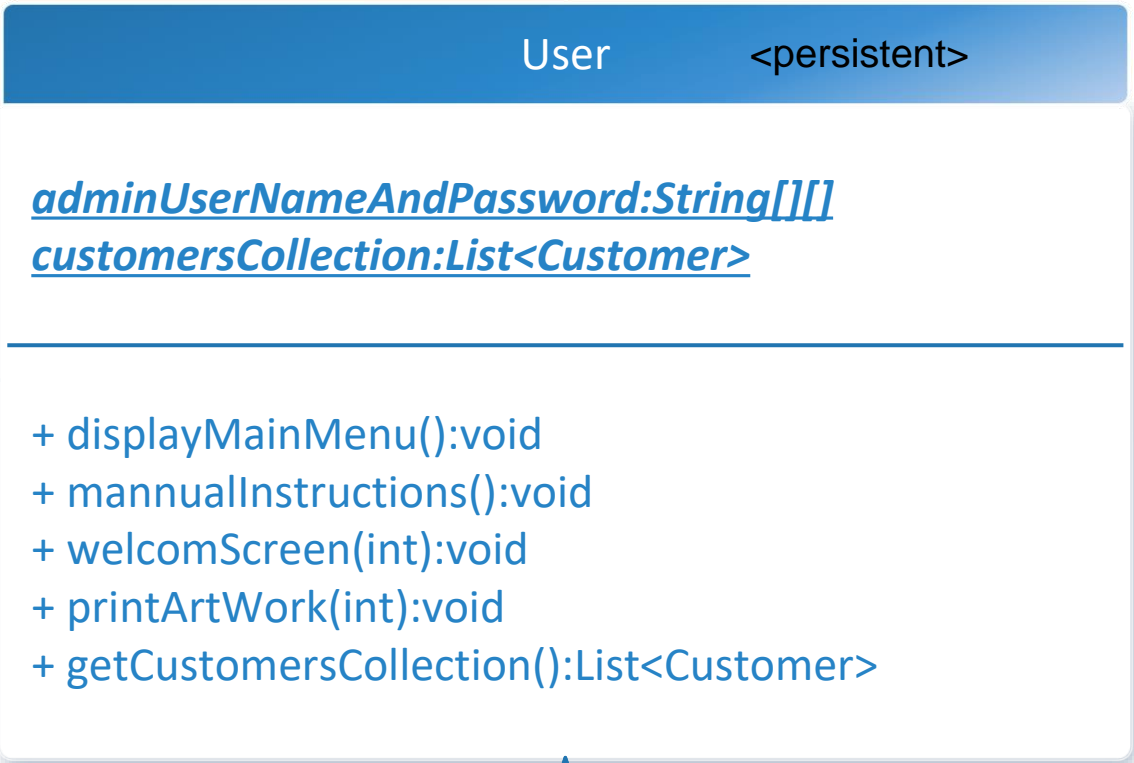 User <persistent>
adminUserNameAndPassword:String[][]
customersCollection:List<Customer>
+ displayMainMenu():void
+ mannualInstructions():void
+ welcomScreen(int):void
+ printArtWork(int):void
+ getCustomersCollection():List<Customer>